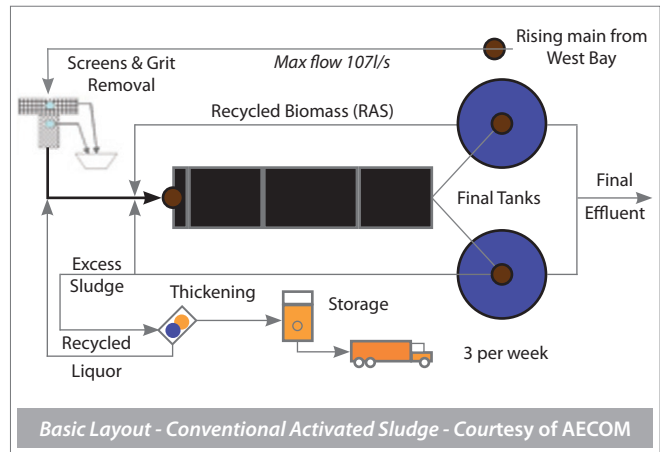 Rising main from
West Bay
Max flow 107l/s
Screens & Grit
Removal
Recycled Biomass (RAS)
Final Tanks
Final
Effluent
Excess
Sludge
Thickening
Storage
Recycled
Liquor
3 per week
Basic Layout - Conventional Activated Sludge - Courtesy of AECOM